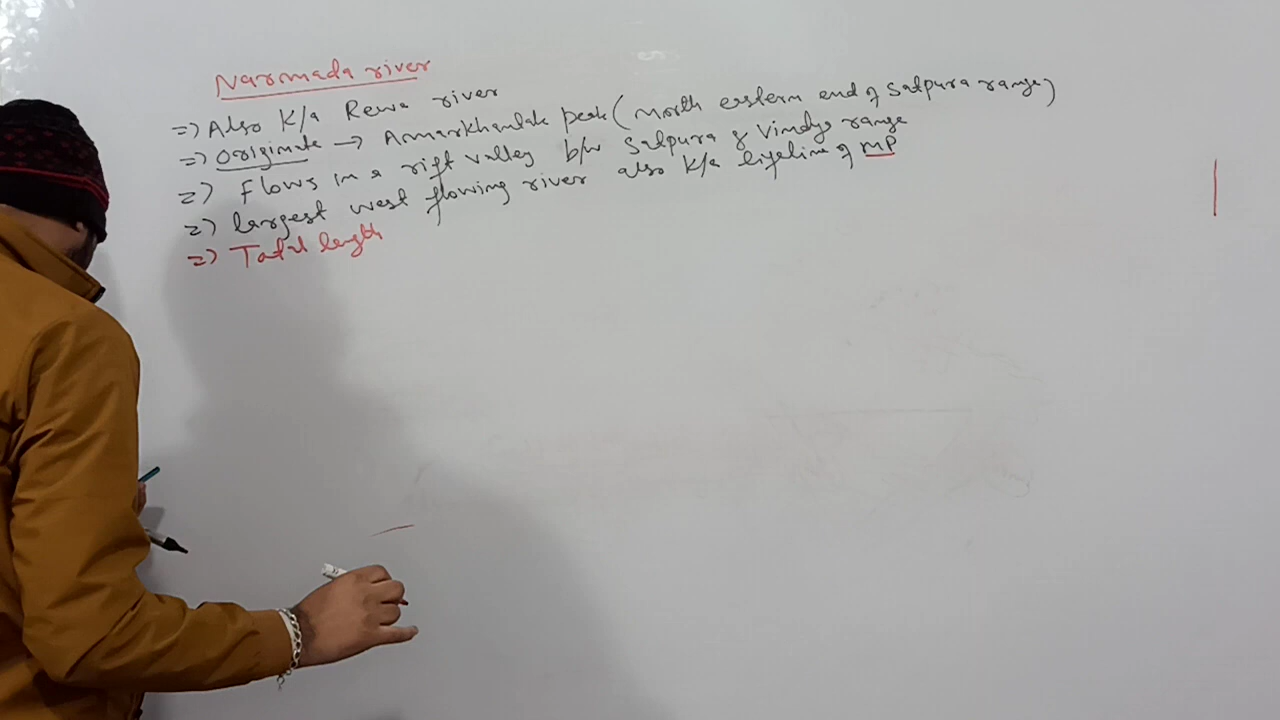 Narmada river
=> Also K/a Rewa river
=> Originate → Amarkhantak peak (North eastern end of Satpura range)
=> flows in a rift valley b/w Satpura & Vindya range
=> largest west flowing river also K/a lifeline of MP
=> Total length